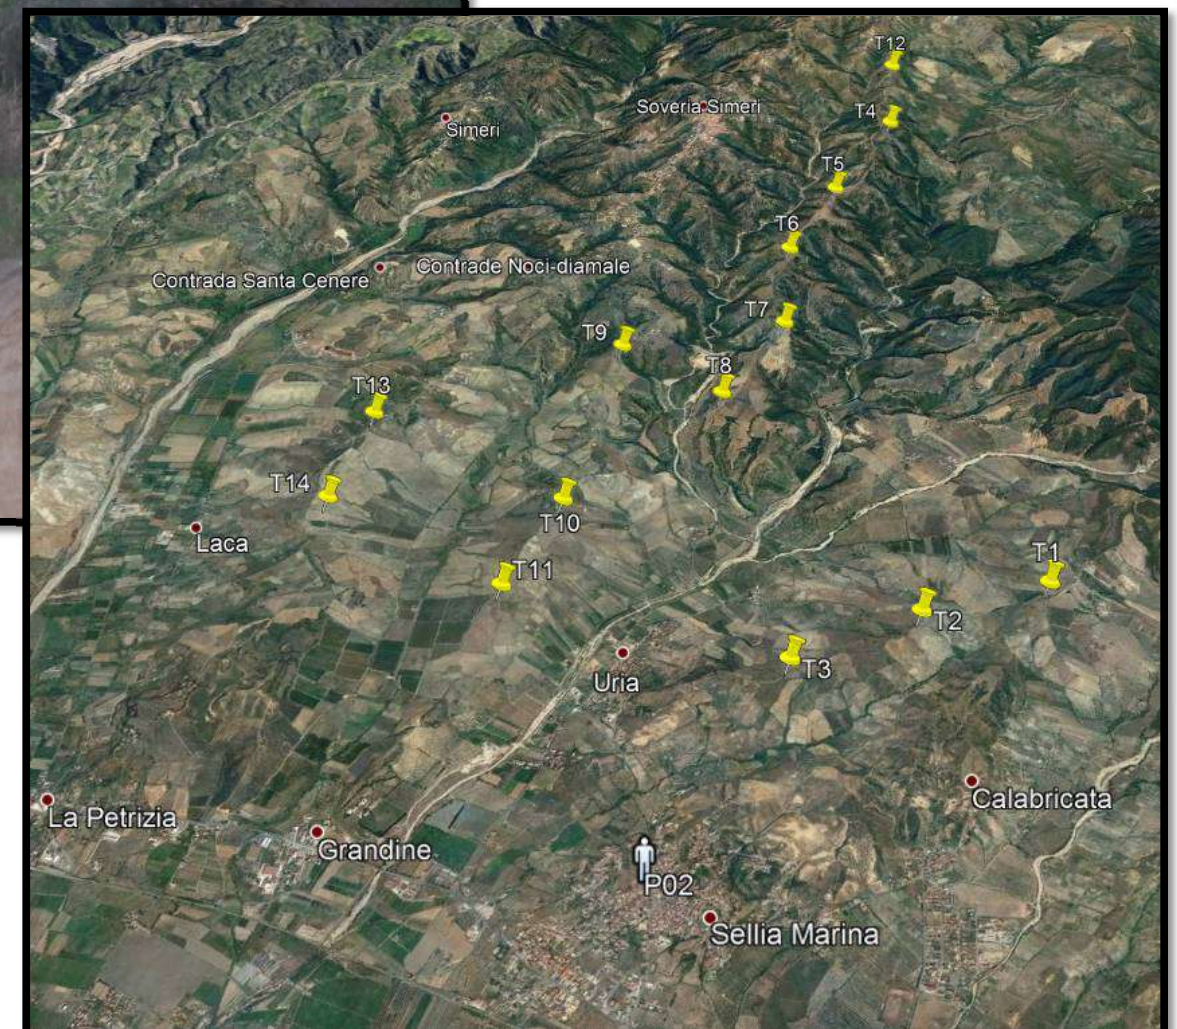 T12
Soveria Simeri
T4
Simeri
T5
T6
Contrade Noci-diamale
Contrada Santa Cenere
T7
T9
T8
T13
T14
T10
Laca
T1
T11
T2
T3
Uria
Calabricata
La Petrizia
Grandine
P02
Sellia Marina